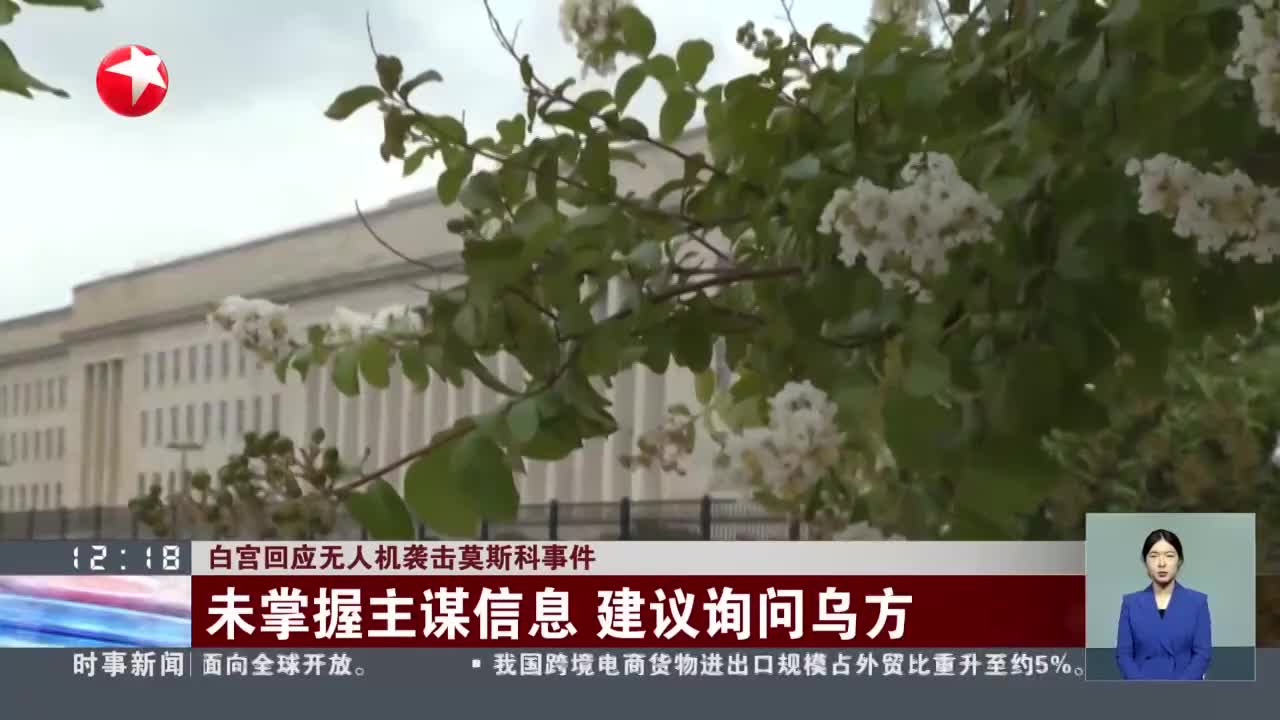 12:18
白宫回应无人机袭击莫斯科事件
未掌握主谋信息 建议询问乌方
时事新闻 面向全球开放。 ▪ 我国跨境电商货物进出口规模占外贸比重升至约5%。